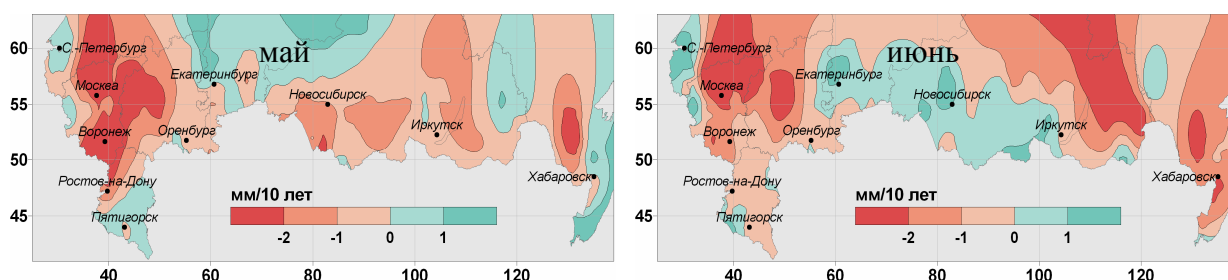 май
60
С.-Петербург
Екатеринбург
Москва
Новосибирск
55
Воронеж
Оренбург
Иркутск
50
Ростов-на-Дону
Хабаровск
мм/10 лет
45
Пятигорск
-2 -1 0 1
40 60 80 100 120
июнь
60
С.-Петербург
Екатеринбург
Москва
Новосибирск
55
Воронеж
Оренбург
Иркутск
50
Ростов-на-Дону
Хабаровск
мм/10 лет
45
Пятигорск
-2 -1 0 1
40 60 80 100 120